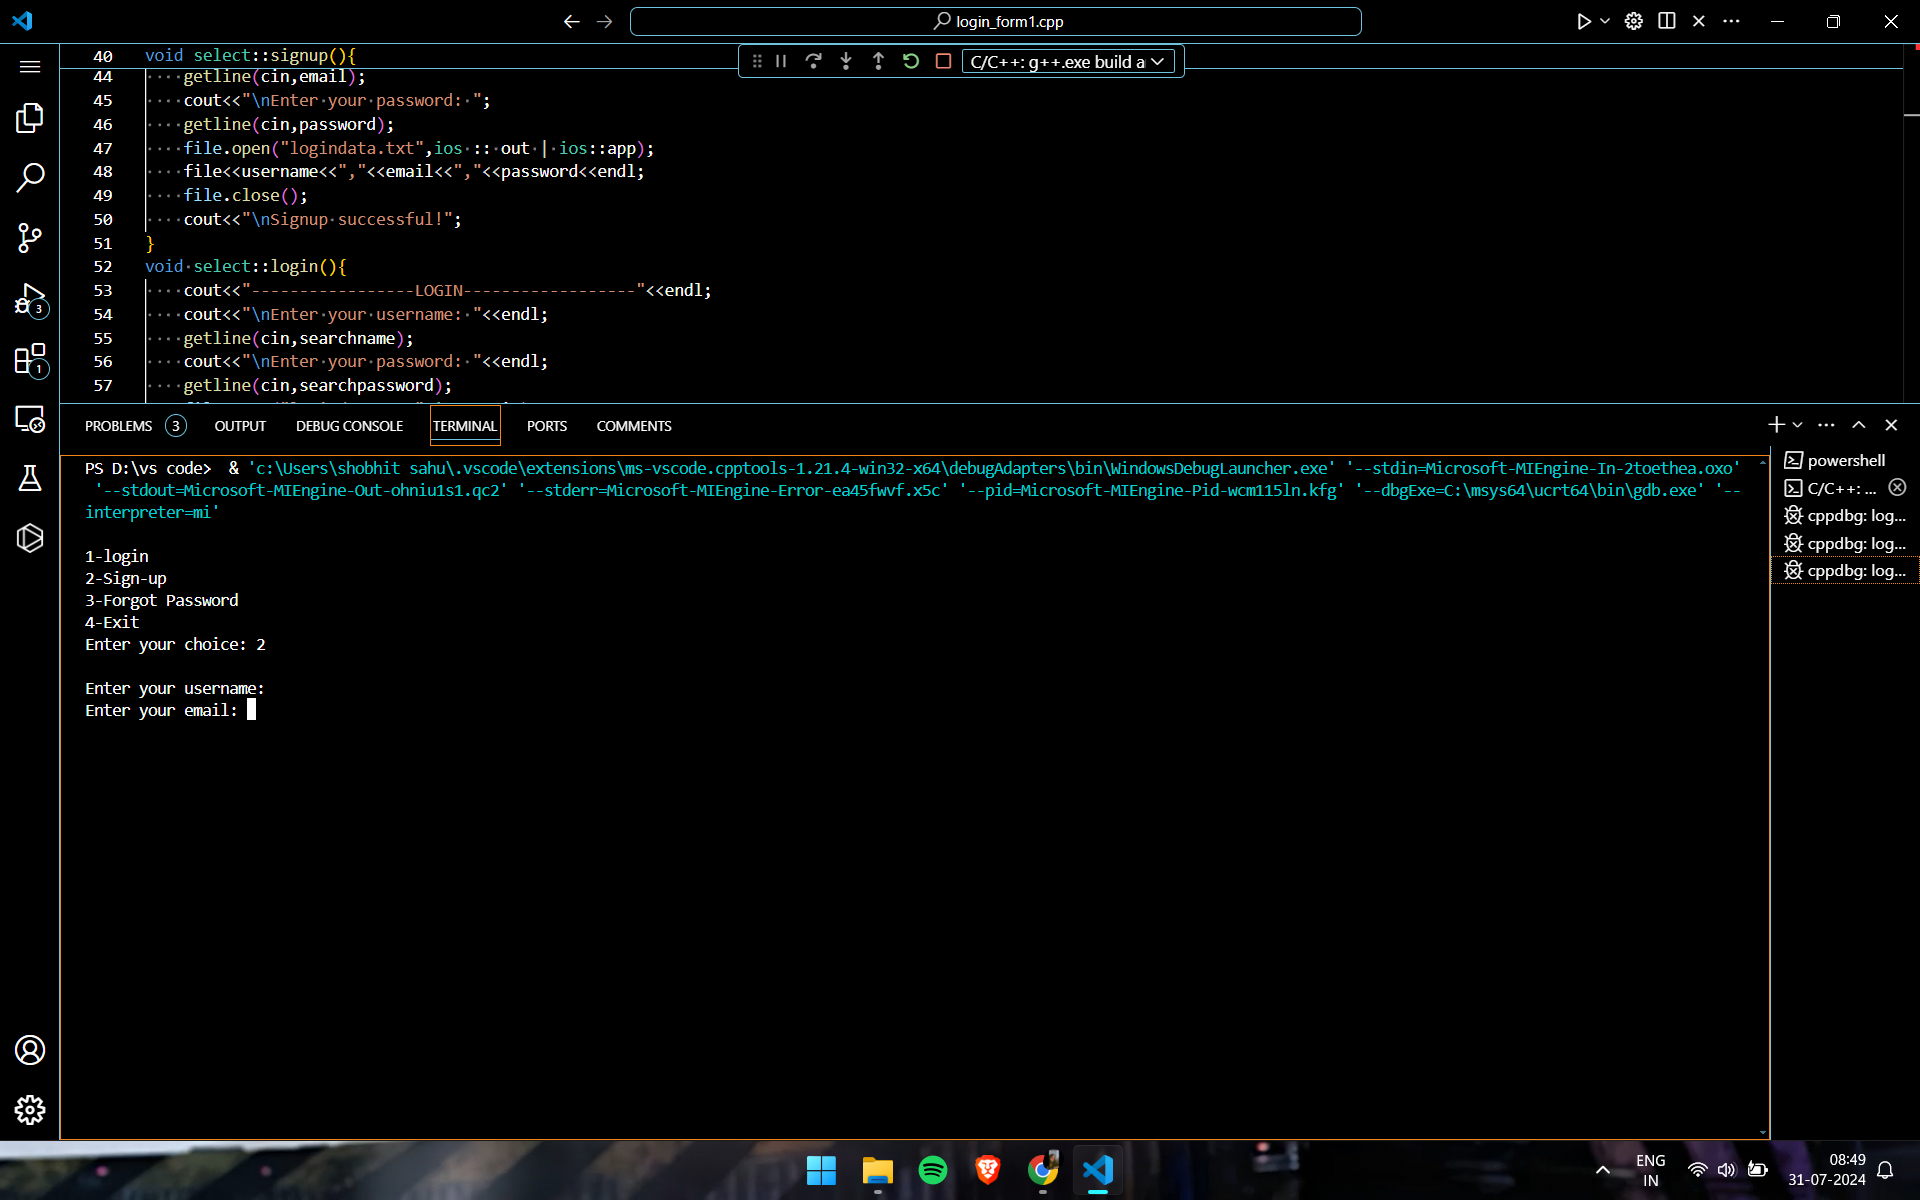 login_form1.cpp
40 void select::signup(){
C/C++: g++.exe build a
44 getline(cin,email);
45 cout<<"\nEnter your password: ";
46 getline(cin,password);
47 file.open("logindata.txt",ios :: out | ios::app);
48 file<<username<<","<<email<<","<<password<<endl;
49 file.close();
50 cout<<"\nSignup successful!";
51 }
52 void select::login(){
53 cout<<"-----------------LOGIN------------------"<<endl;
54 cout<<"\nEnter your username: "<<endl;
55 getline(cin,searchname);
56 cout<<"\nEnter your password: "<<endl;
57 getline(cin,searchpassword);
3
1
PROBLEMS 3 OUTPUT DEBUG CONSOLE TERMINAL PORTS COMMENTS
PS D:\vs code>  & 'c:\Users\shobhit sahu\.vscode\extensions\ms-vscode.cpptools-1.21.4-win32-x64\debugAdapters\bin\WindowsDebugLauncher.exe' '--stdin=Microsoft-MIEngine-In-2toethea.oxo'
'--stdout=Microsoft-MIEngine-Out-ohniu1s1.qc2' '--stderr=Microsoft-MIEngine-Error-ea45fwvf.x5c' '--pid=Microsoft-MIEngine-Pid-wcm115ln.kfg' '--dbgExe=C:\msys64\ucrt64\bin\gdb.exe' '--
interpreter=mi'
1-login
2-Sign-up
3-Forgot Password
4-Exit
Enter your choice: 2
Enter your username:
Enter your email:
powershell
C/C++: ...
cppdbg: log...
cppdbg: log...
cppdbg: log...
ENG
IN
08:49
31-07-2024